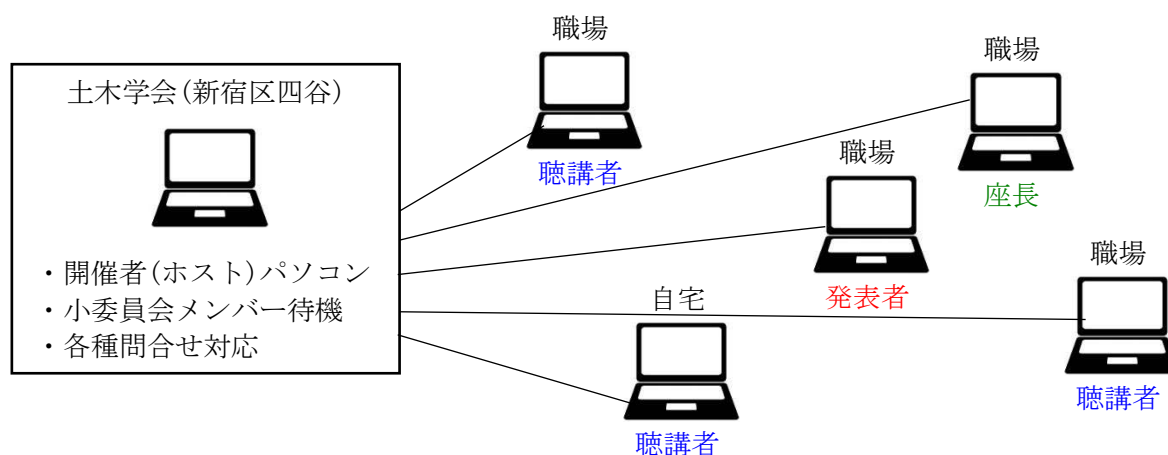 土木学会(新宿区四谷)
・開催者(ホスト)パソコン
・小委員会メンバー待機
・各種問合せ対応
職場
聴講者
職場
座長
職場
発表者
職場
聴講者
自宅
聴講者